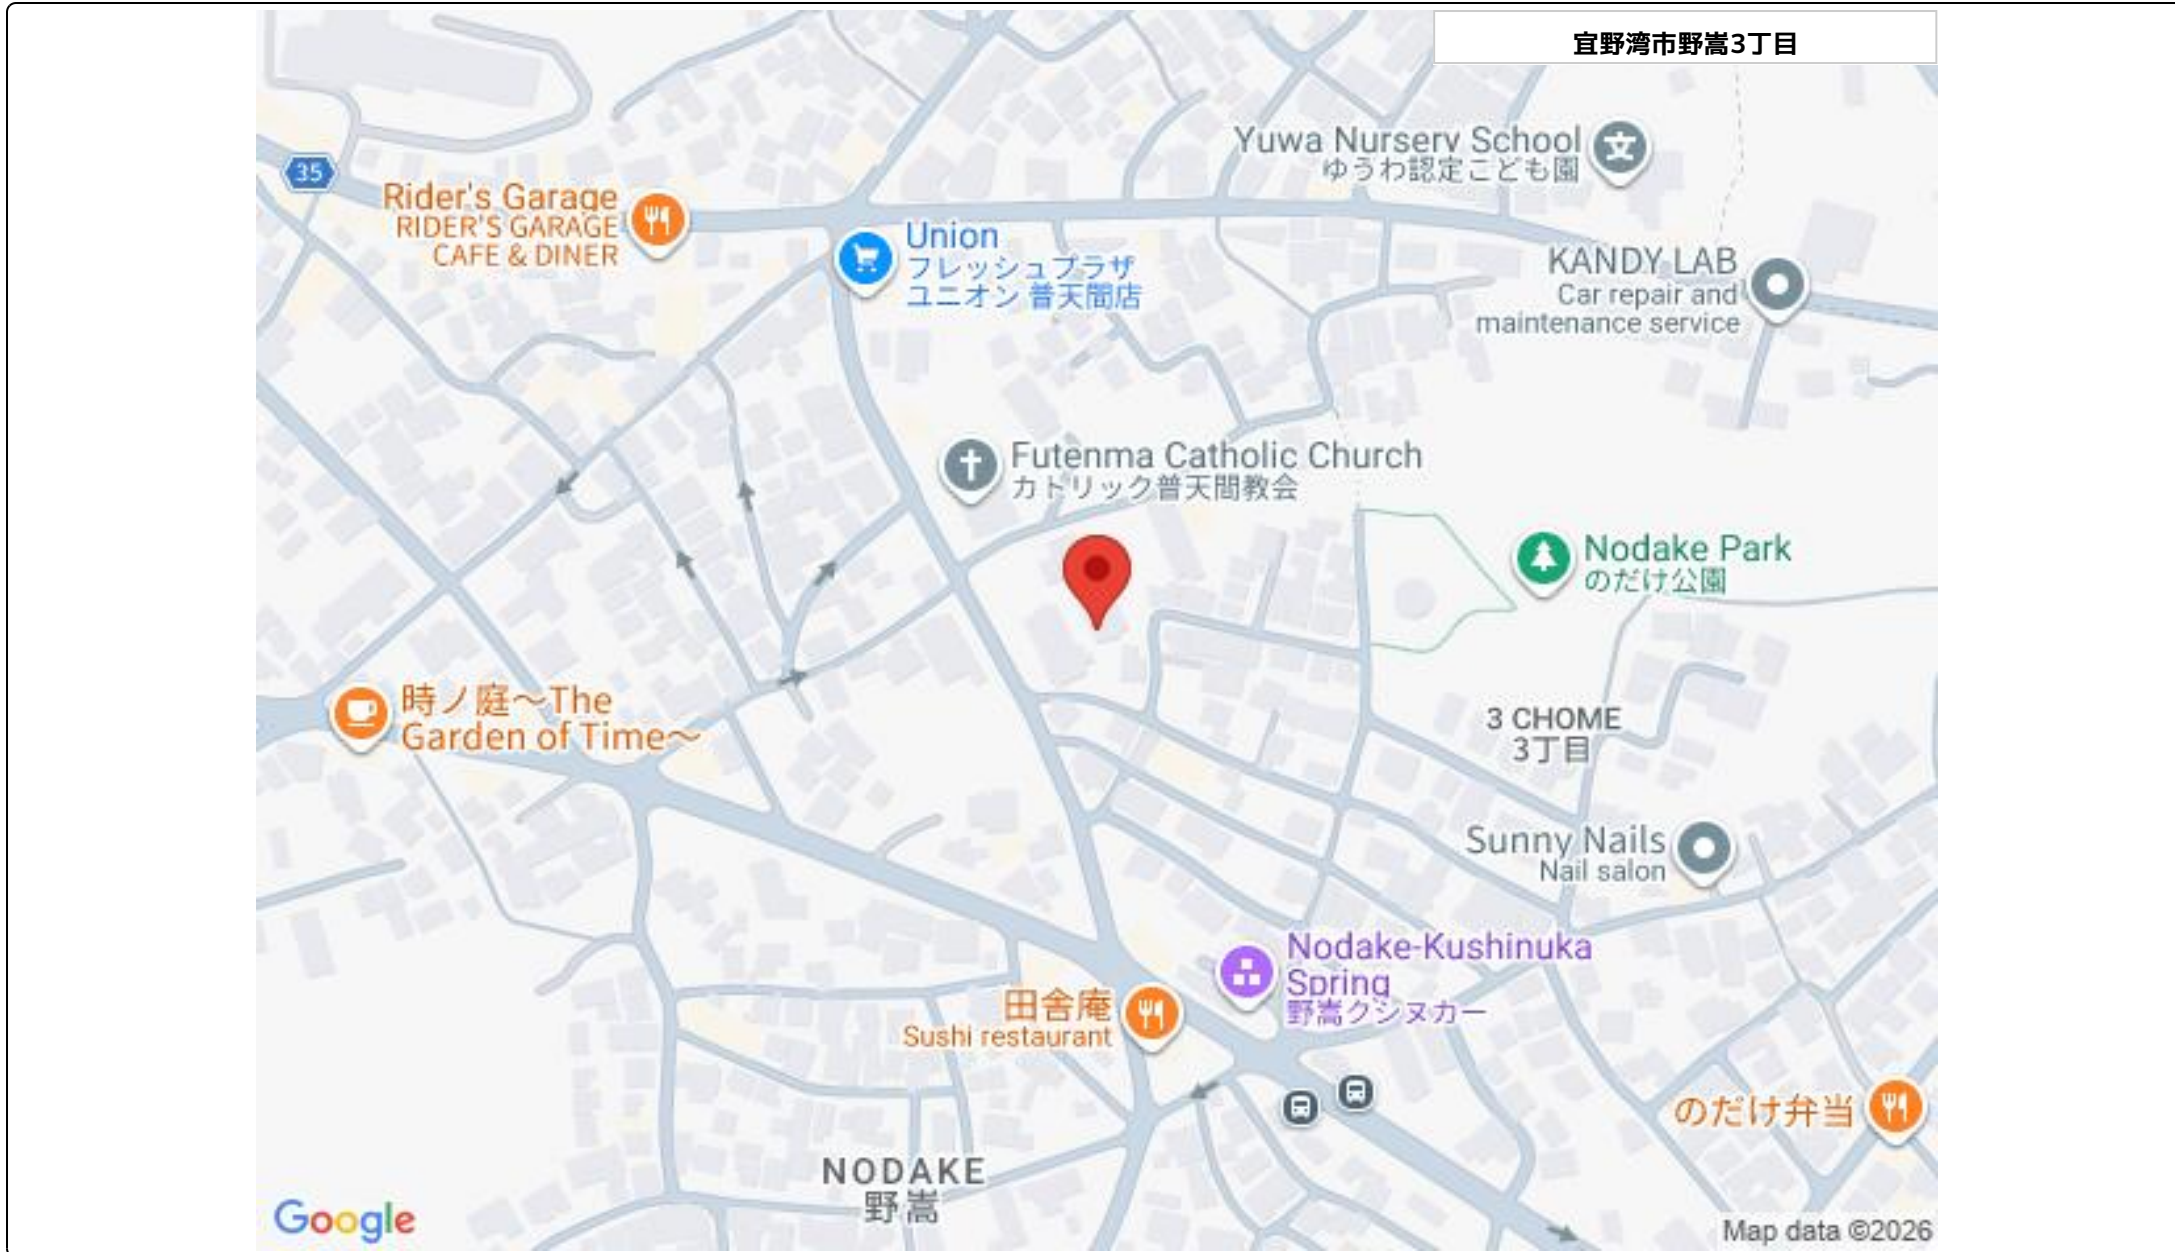 宜野湾市野嵩3丁目
Yuwa Nursery School
ゆうわ認定こども園
35
Rider's Garage
RIDER'S GARAGE
CAFE & DINER
Union
フレッシュプラザ
ユニオン 普天間店
KANDY LAB
Car repair and
maintenance service
Futenma Catholic Church
カトリック普天間教会
Nodake Park
のだけ公園
時ノ庭〜The
Garden of Time〜
3 CHOME
3丁目
Sunny Nails
Nail salon
Nodake-Kushinuka
Spring
野嵩クシヌカー
田舎庵
Sushi restaurant
のだけ弁当
NODAKE
野嵩
Google
Map data ©2026